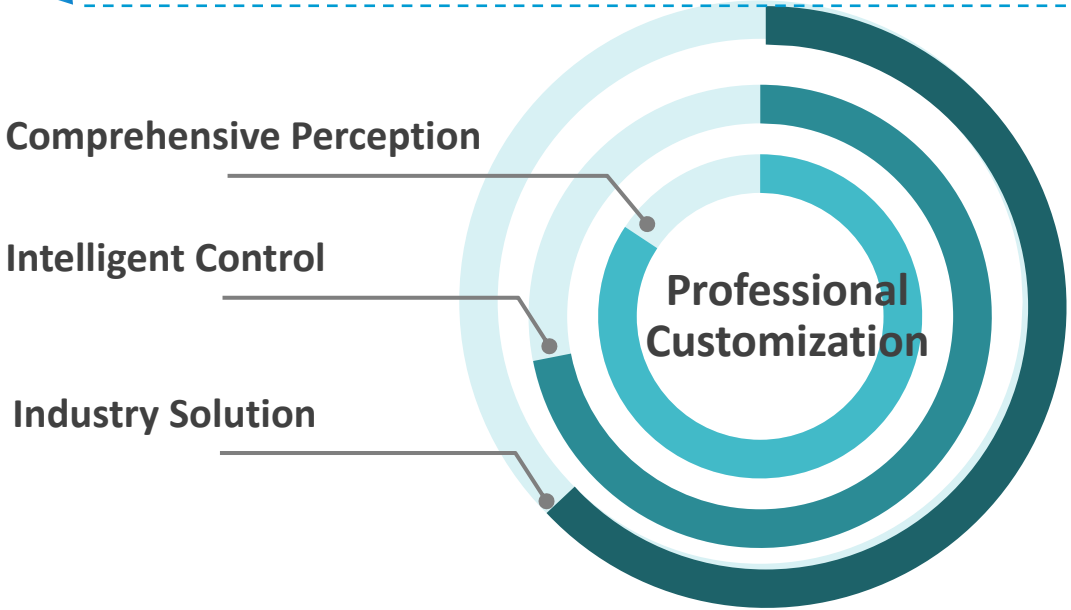 Comprehensive Perception
Intelligent Control
Professional
Customization
Industry Solution